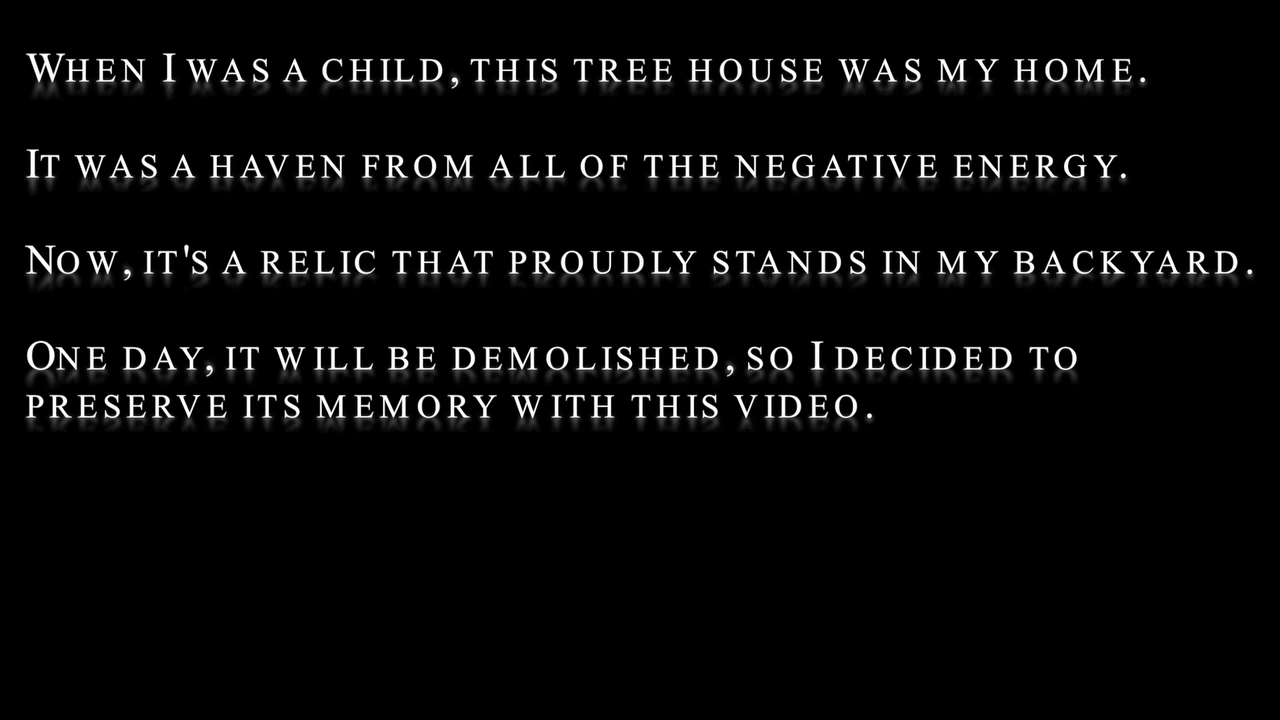 When I was a child, this tree house was my home.
It was a haven from all of the negative energy.
Now, it's a relic that proudly stands in my backyard.
One day, it will be demolished, so I decided to
preserve its memory with this video.